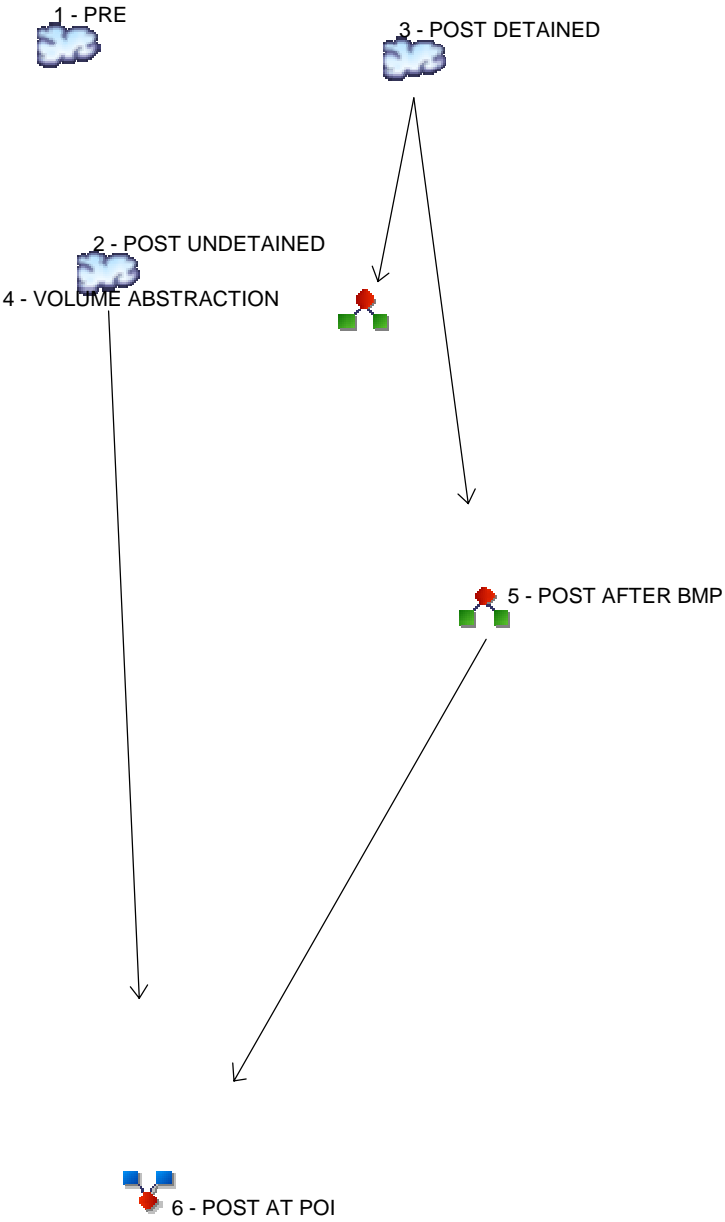 1 - PRE
3 - POST DETAINED
2 - POST UNDETAINED
4 - VOLUME ABSTRACTION
5 - POST AFTER BMP
6 - POST AT POI